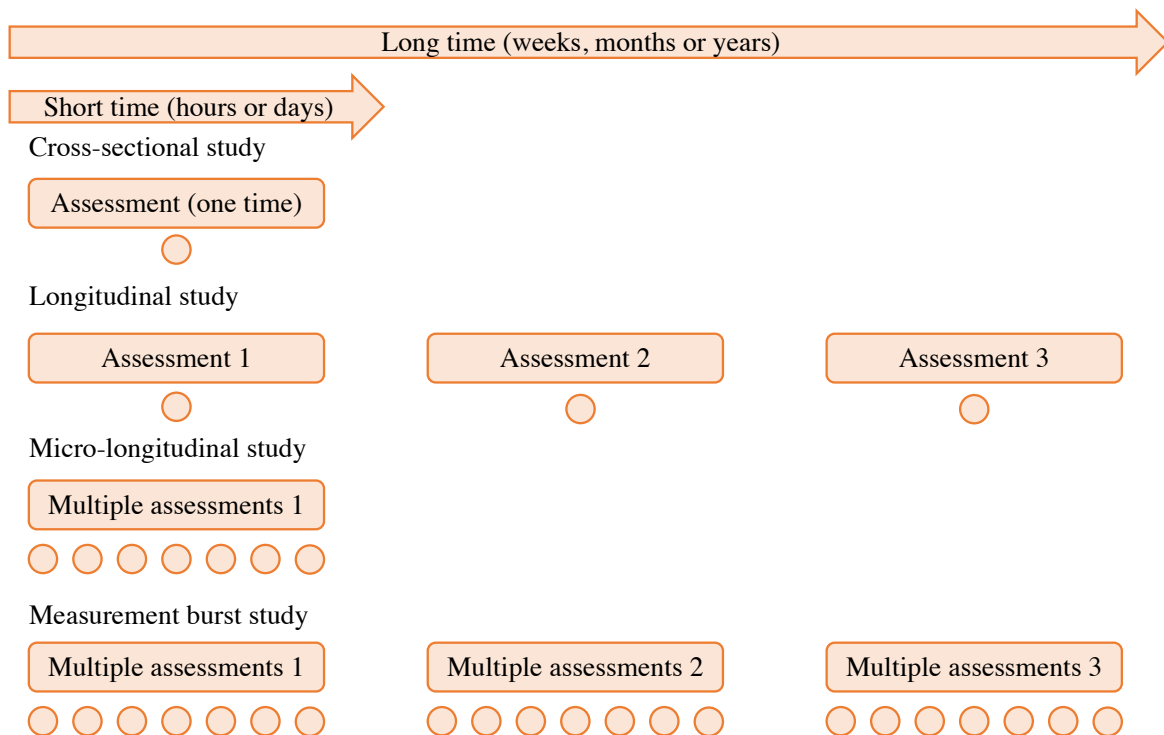 Long time (weeks, months or years)
Short time (hours or days)
Cross-sectional study
Assessment (one time)
Longitudinal study
Assessment 1
Assessment 2
Assessment 3
Micro-longitudinal study
Multiple assessments 1
Measurement burst study
Multiple assessments 1
Multiple assessments 2
Multiple assessments 3